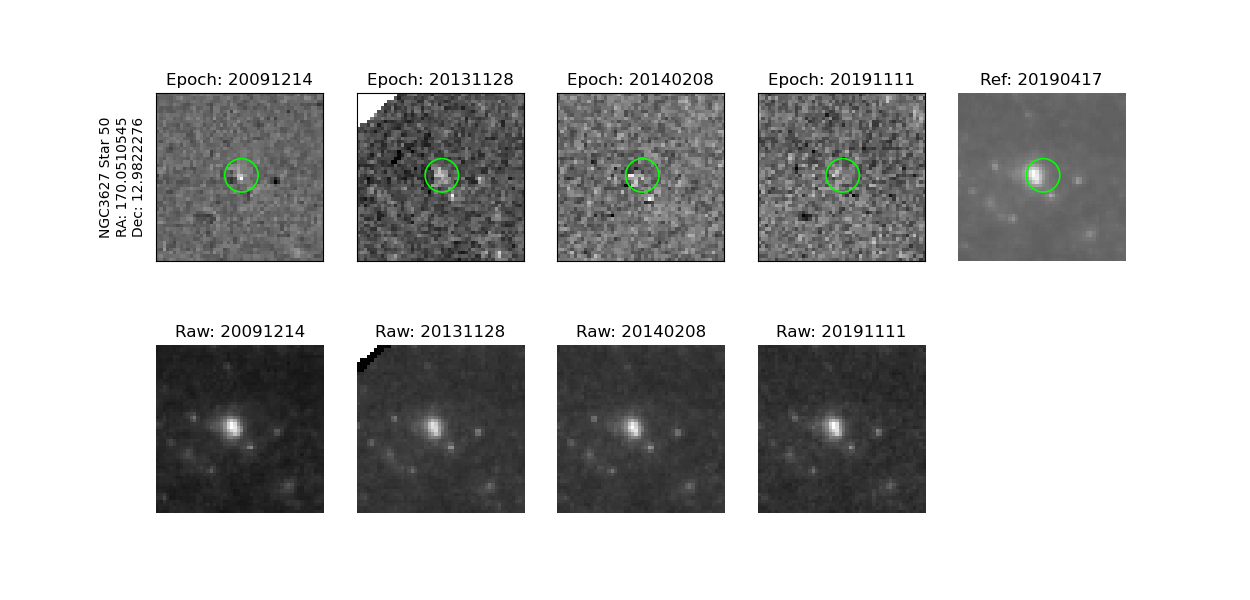 Epoch: 20091214
Epoch: 20131128
Epoch: 20140208
Epoch: 20191111
Ref: 20190417
NGC3627 Star 50
RA: 170.0510545
Dec: 12.9822276
Raw: 20091214
Raw: 20131128
Raw: 20140208
Raw: 20191111